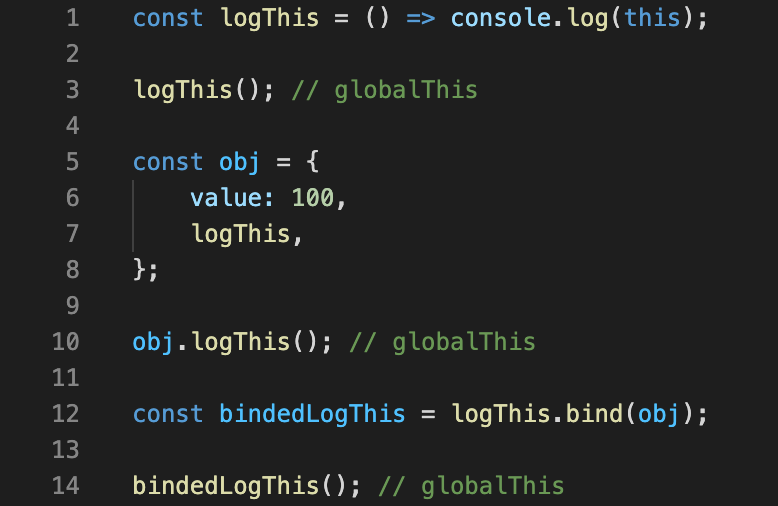 1 const logThis = () => console.log(this);
2
3 logThis(); // globalThis
4
5 const obj = {
6 value: 100,
7 logThis,
8 };
9
10 obj.logThis(); // globalThis
11
12 const bindedLogThis = logThis.bind(obj);
13
14 bindedLogThis(); // globalThis